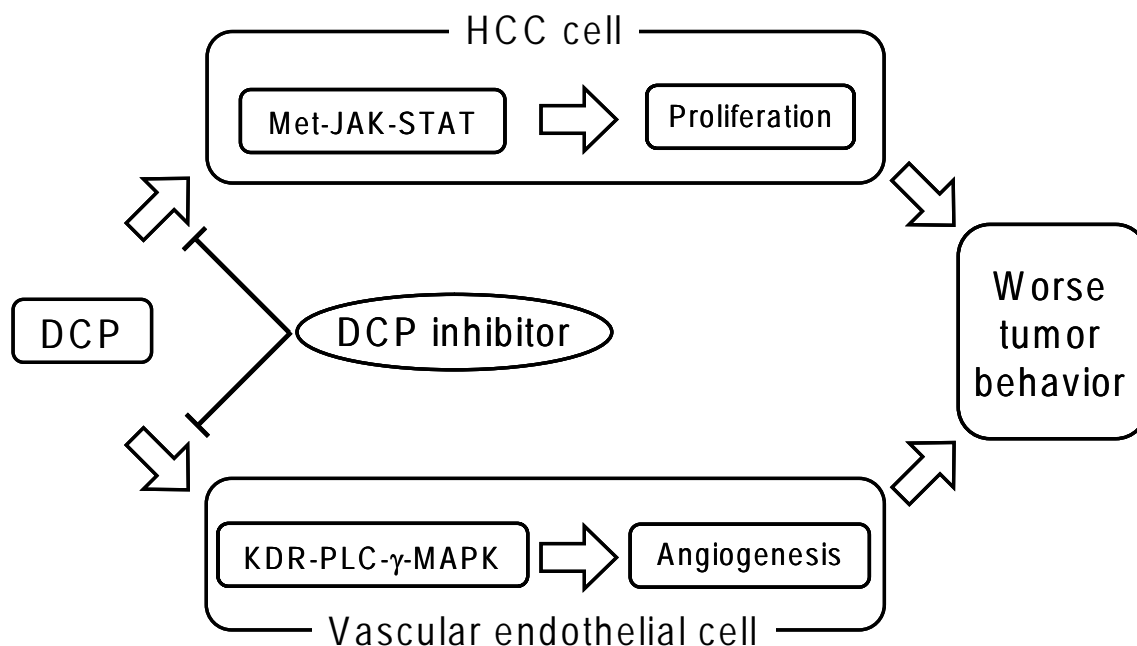 HCC cell
Met-JAK-STAT
Proliferation
DCP
DCP inhibitor
Worse
tumor
behavior
KDR-PLC-γ-MAPK
Angiogenesis
Vascular endothelial cell